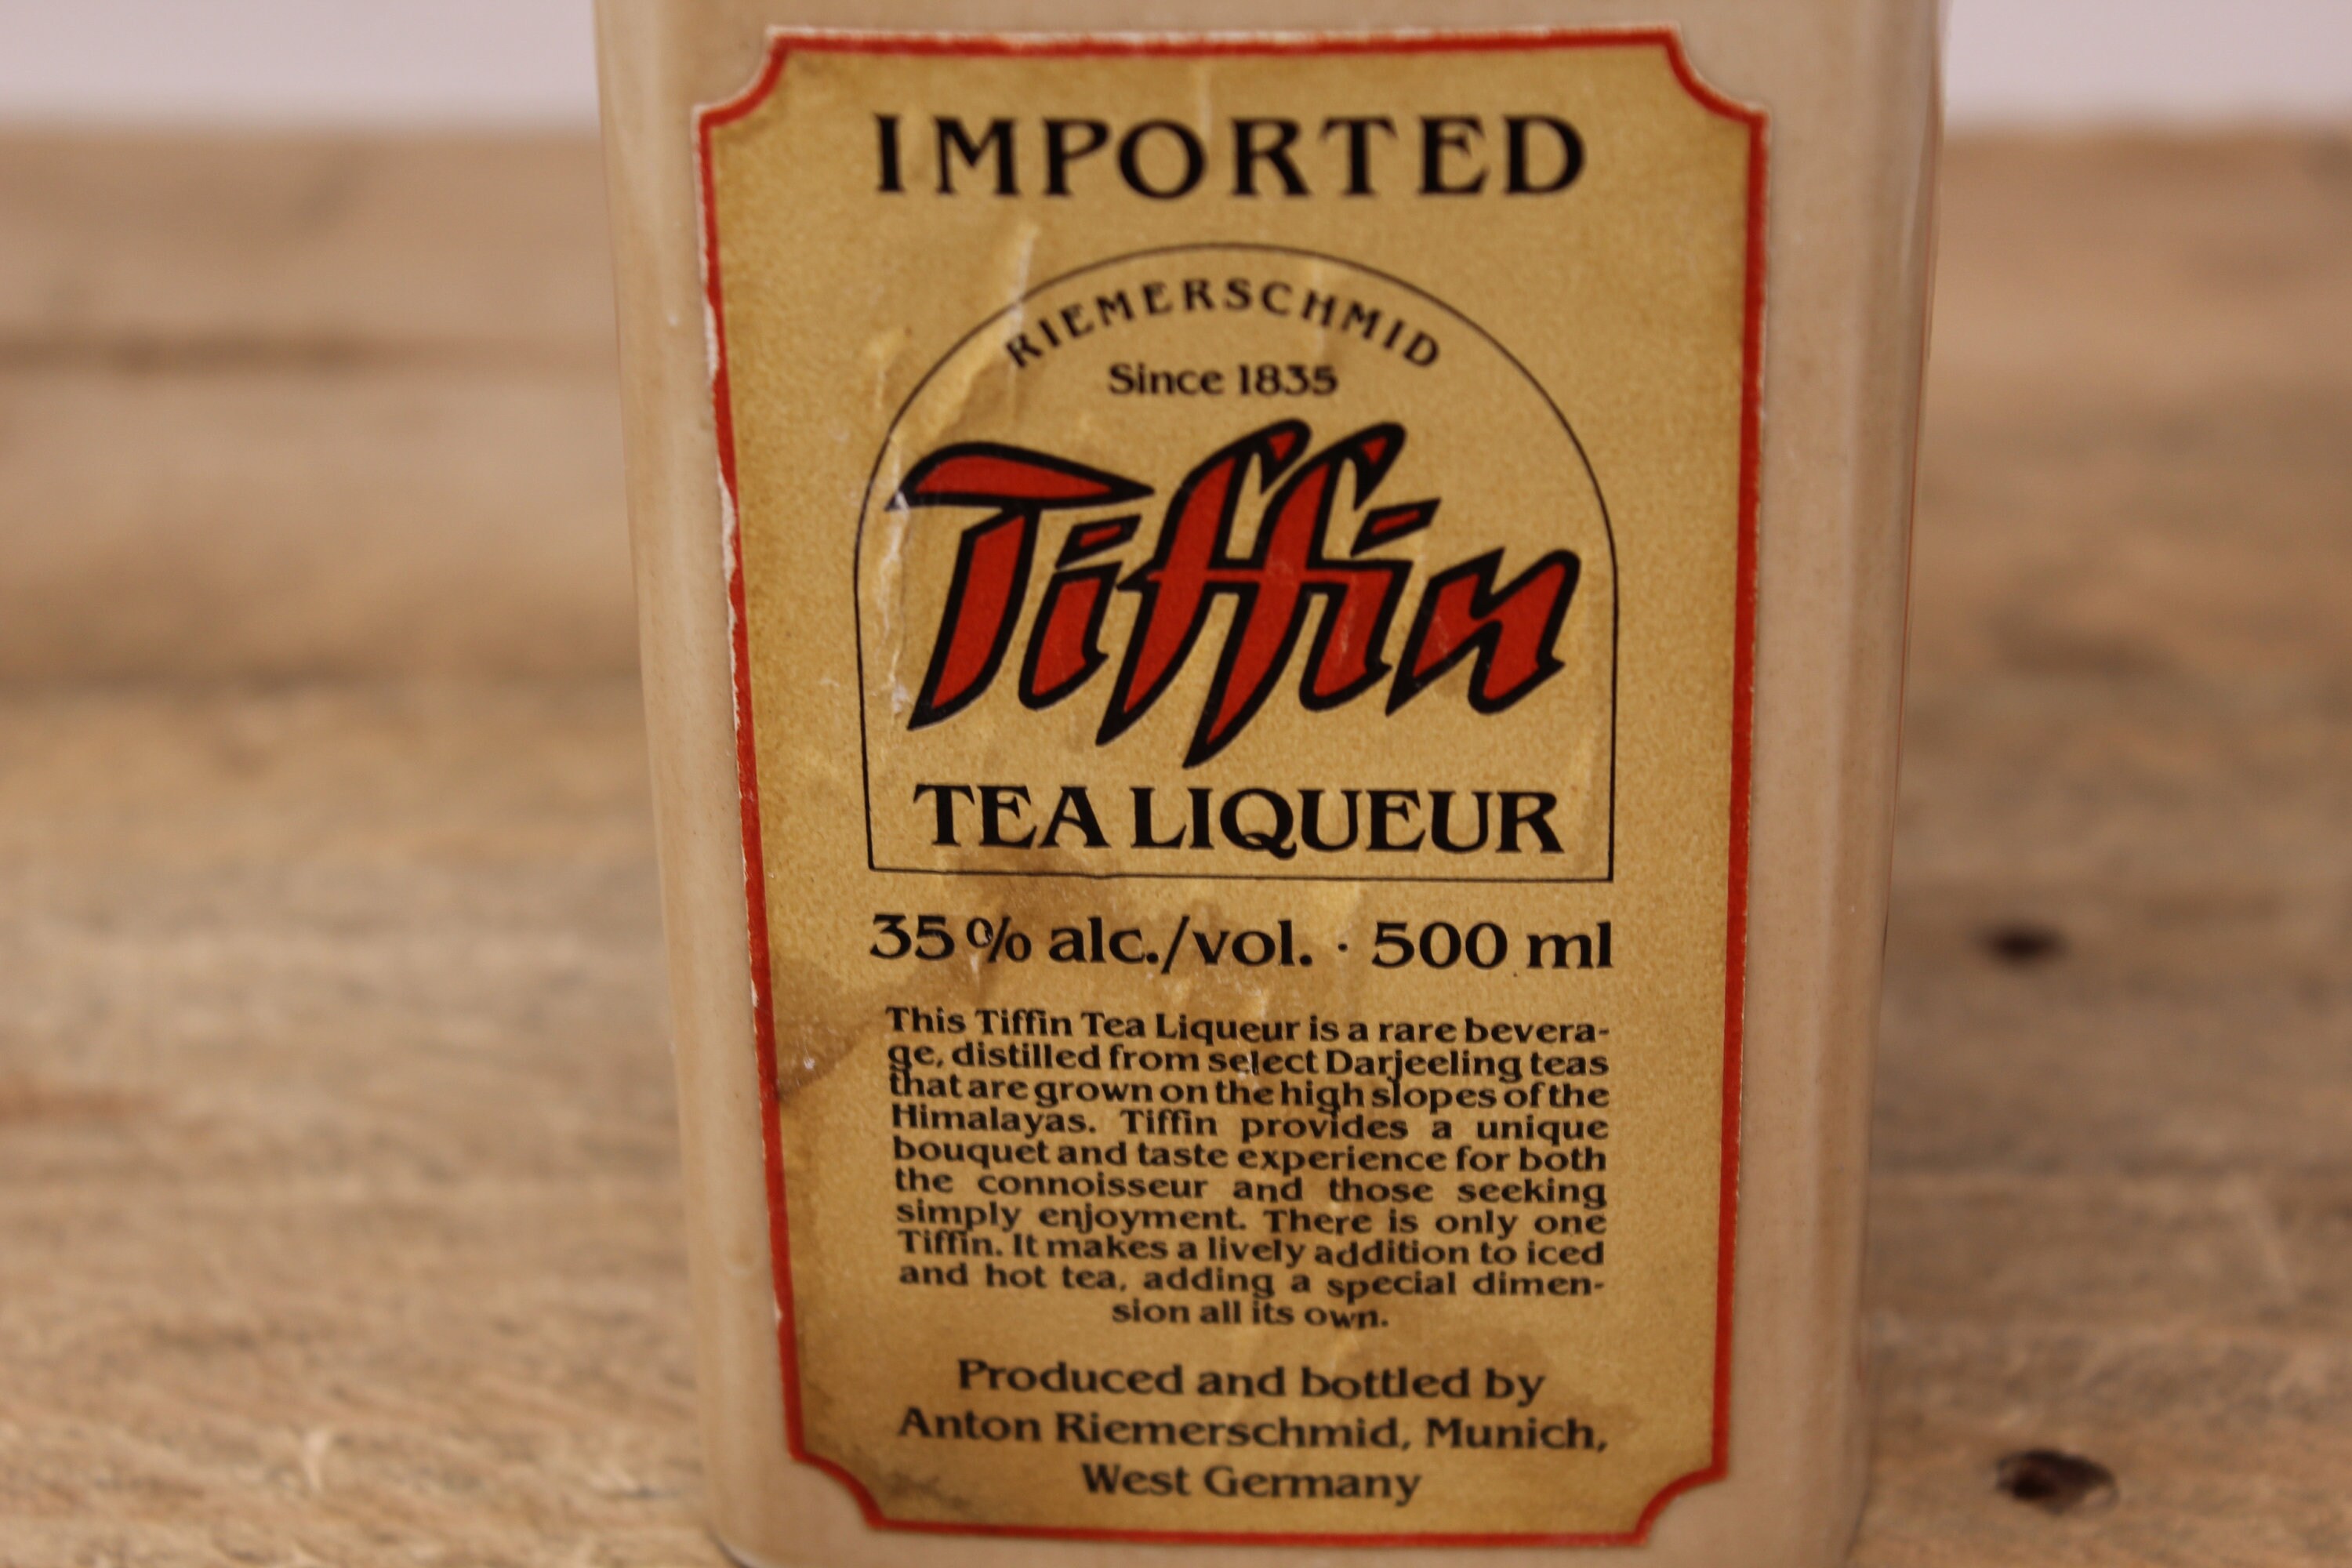 IMPORTED
RIEMERSCHMID
Since 1835
Tiffin
TEA LIQUEUR
35% alc./vol. · 500 ml
This Tiffin Tea Liqueur is a rare bevera-
ge, distilled from select Darjeeling teas
that are grown on the high slopes of the
Himalayas. Tiffin provides a unique
bouquet and taste experience for both
the connoisseur and those seeking
simply enjoyment. There is only one
Tiffin. It makes a lively addition to iced
and hot tea, adding a special dimen-
sion all its own.
Produced and bottled by
Anton Riemerschmid, Munich,
West Germany